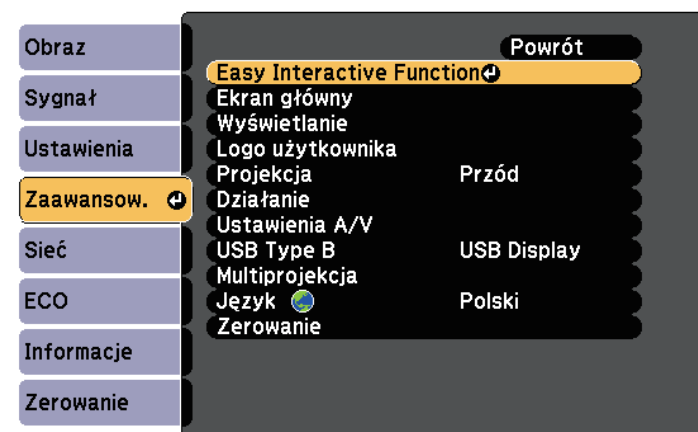 Obraz
Sygnał
Ustawienia
Zaawansow.
Sieć
ECO
Informacje
Zerowanie
Powrót
Easy Interactive Function
Ekran główny
Wyświetlanie
Logo użytkownika
Projekcja Przód
Działanie
Ustawienia A/V
USB Type B USB Display
Multiprojekcja
Język Polski
Zerowanie